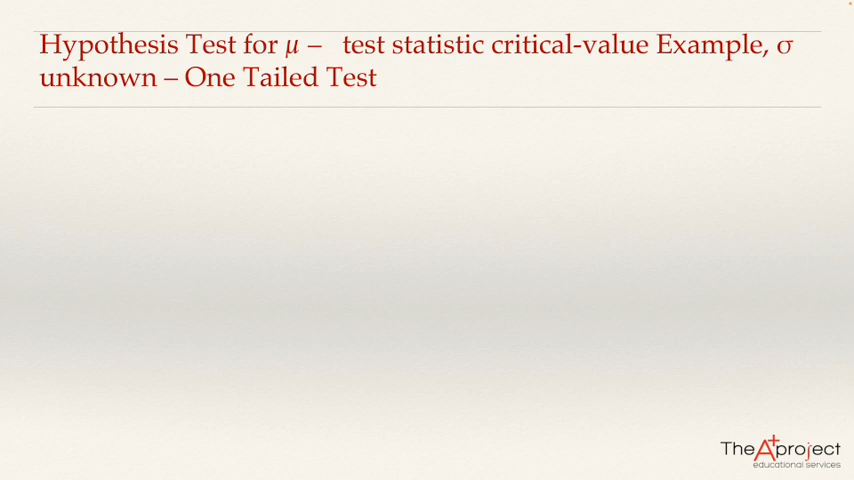 Hypothesis Test for μ – test statistic critical-value Example, σ
unknown – One Tailed Test
The A+ project
educational services